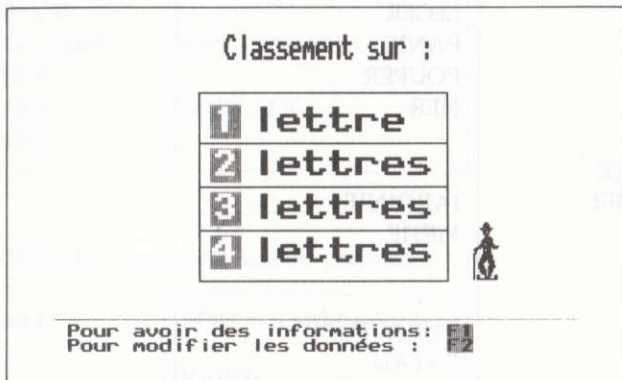 Classement sur :
1 lettre
2 lettres
3 lettres
4 lettres
Pour avoir des informations: F1
Pour modifier les données : F2